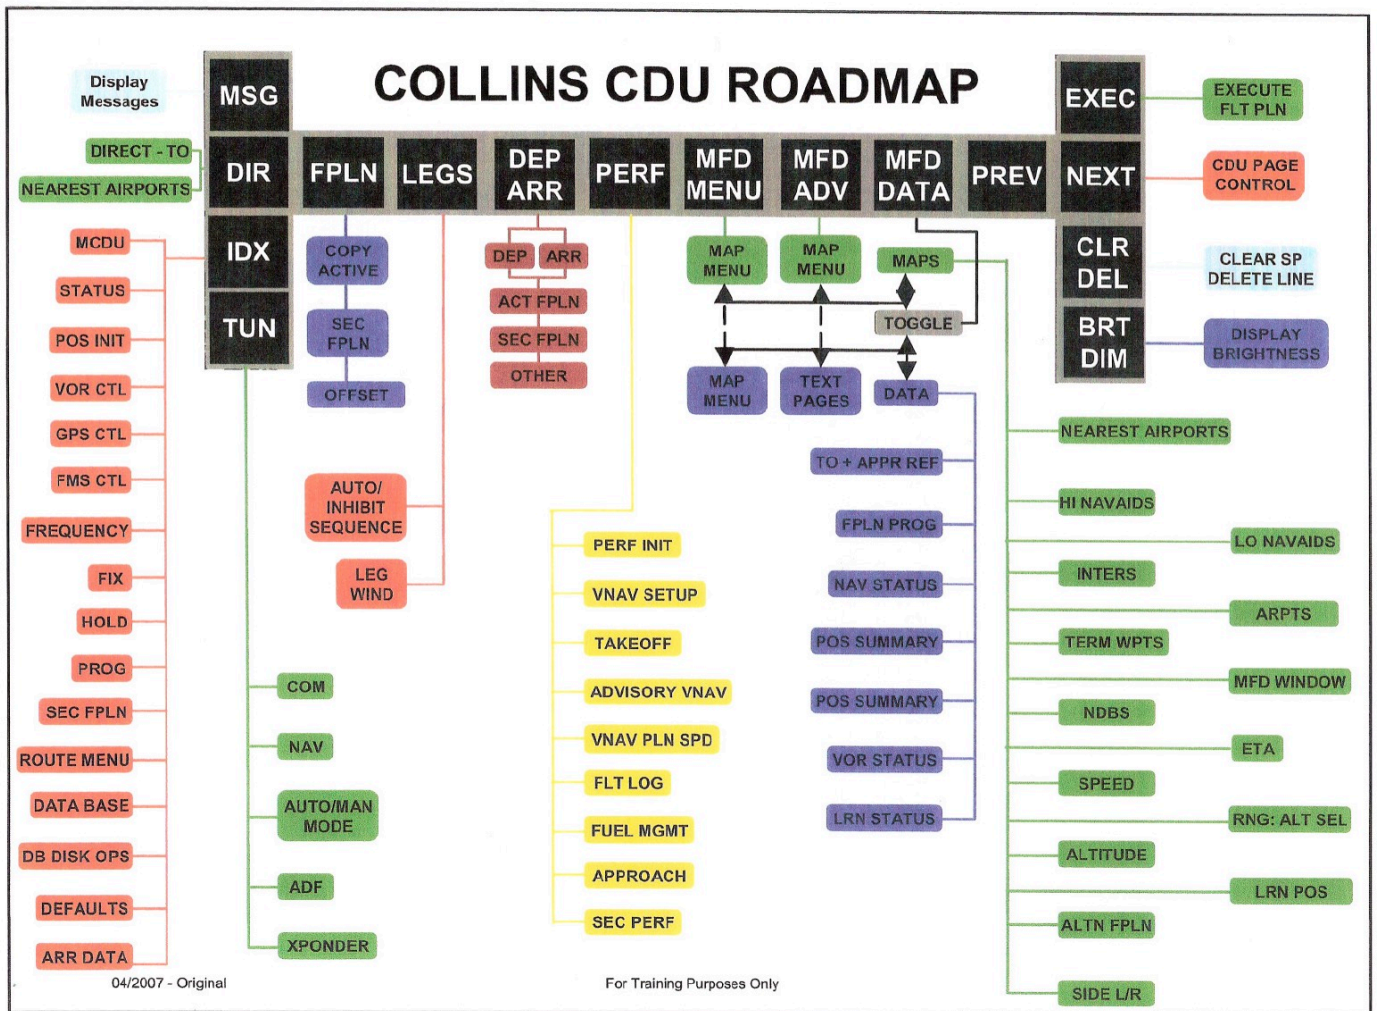 COLLINS CDU ROADMAP
Display
Messages
MSG
DIRECT - TO
NEAREST AIRPORTS
DIR
FPLN
LEGS
DEP
ARR
PERF
MFD
MENU
MFD
ADV
MFD
DATA
PREV
NEXT
EXEC
EXECUTE
FLT PLN
CDU PAGE
CONTROL
IDX
TUN
CLR
DEL
CLEAR SP
DELETE LINE
BRT
DIM
DISPLAY
BRIGHTNESS
MCDU
STATUS
POS INIT
VOR CTL
GPS CTL
FMS CTL
FREQUENCY
FIX
HOLD
PROG
SEC FPLN
ROUTE MENU
DATA BASE
DB DISK OPS
DEFAULTS
ARR DATA
COM
NAV
AUTO/MAN
MODE
ADF
XPONDER
COPY
ACTIVE
SEC
FPLN
OFFSET
AUTO/
INHIBIT
SEQUENCE
LEG
WIND
DEP
ARR
ACT FPLN
SEC FPLN
OTHER
PERF INIT
VNAV SETUP
TAKEOFF
ADVISORY VNAV
VNAV PLN SPD
FLT LOG
FUEL MGMT
APPROACH
SEC PERF
MAP
MENU
MAP
MENU
MAPS
TOGGLE
MAP
MENU
TEXT
PAGES
DATA
TO + APPR REF
FPLN PROG
NAV STATUS
POS SUMMARY
POS SUMMARY
VOR STATUS
LRN STATUS
NEAREST AIRPORTS
HI NAVAIDS
LO NAVAIDS
INTERS
ARPTS
TERM WPTS
MFD WINDOW
NDBS
ETA
SPEED
RNG: ALT SEL
ALTITUDE
LRN POS
ALTN FPLN
SIDE L/R
04/2007 - Original
For Training Purposes Only